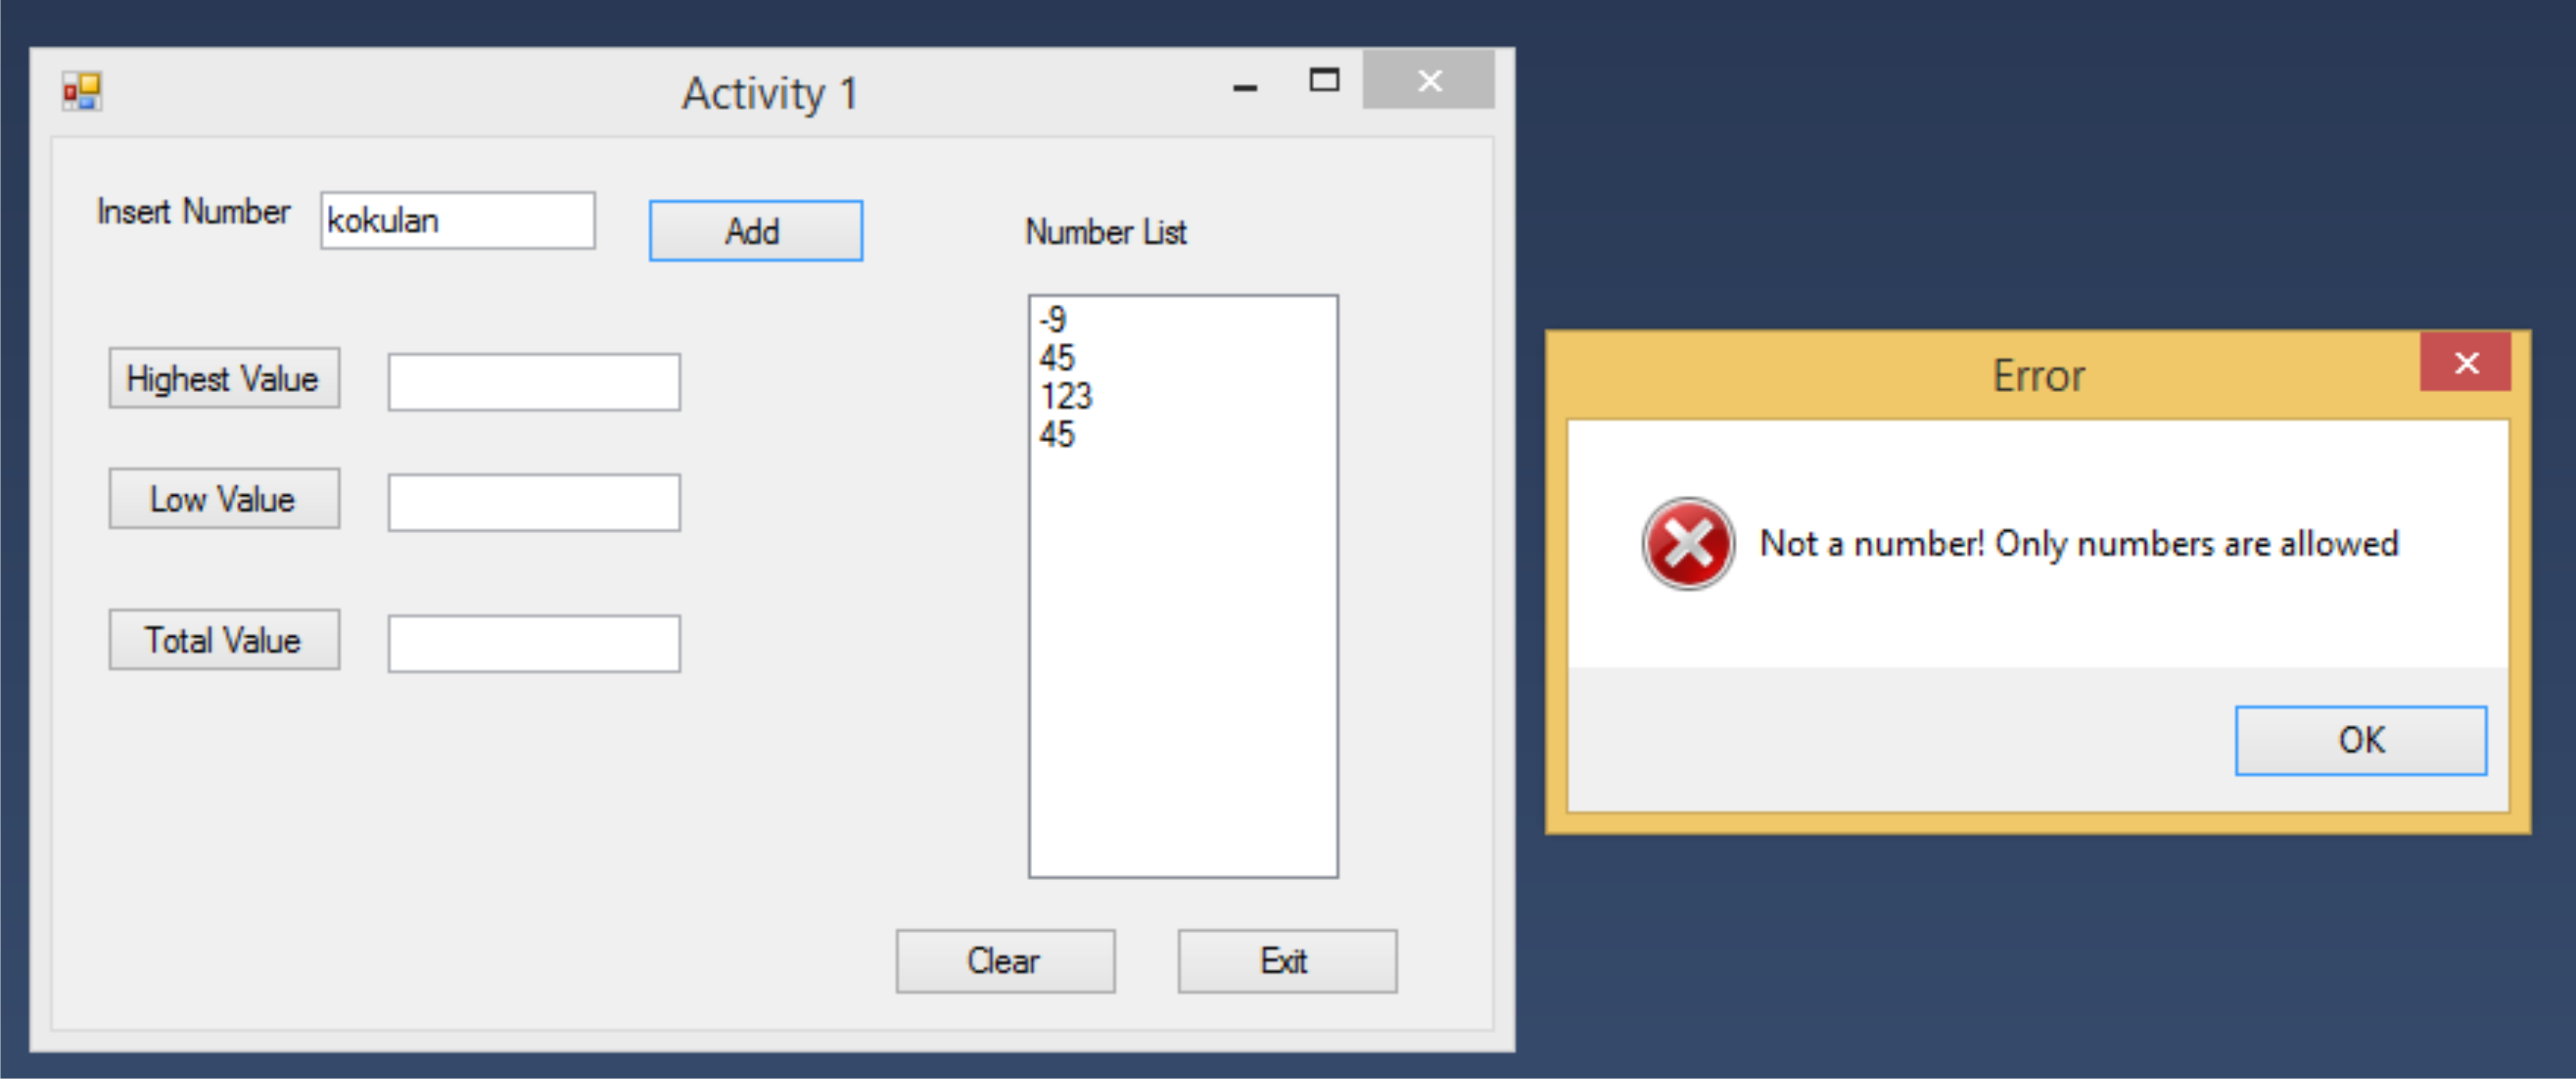 Activity 1
Insert Number
kokulan
Add
Number List
-9
45
123
45
Highest Value
Low Value
Total Value
Clear
Exit
Error
Not a number! Only numbers are allowed
OK